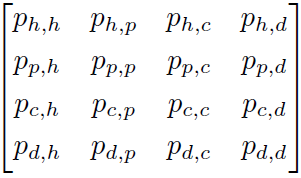 p_{h,h} p_{h,p} p_{h,c} p_{h,d}
p_{p,h} p_{p,p} p_{p,c} p_{p,d}
p_{c,h} p_{c,p} p_{c,c} p_{c,d}
p_{d,h} p_{d,p} p_{d,c} p_{d,d}